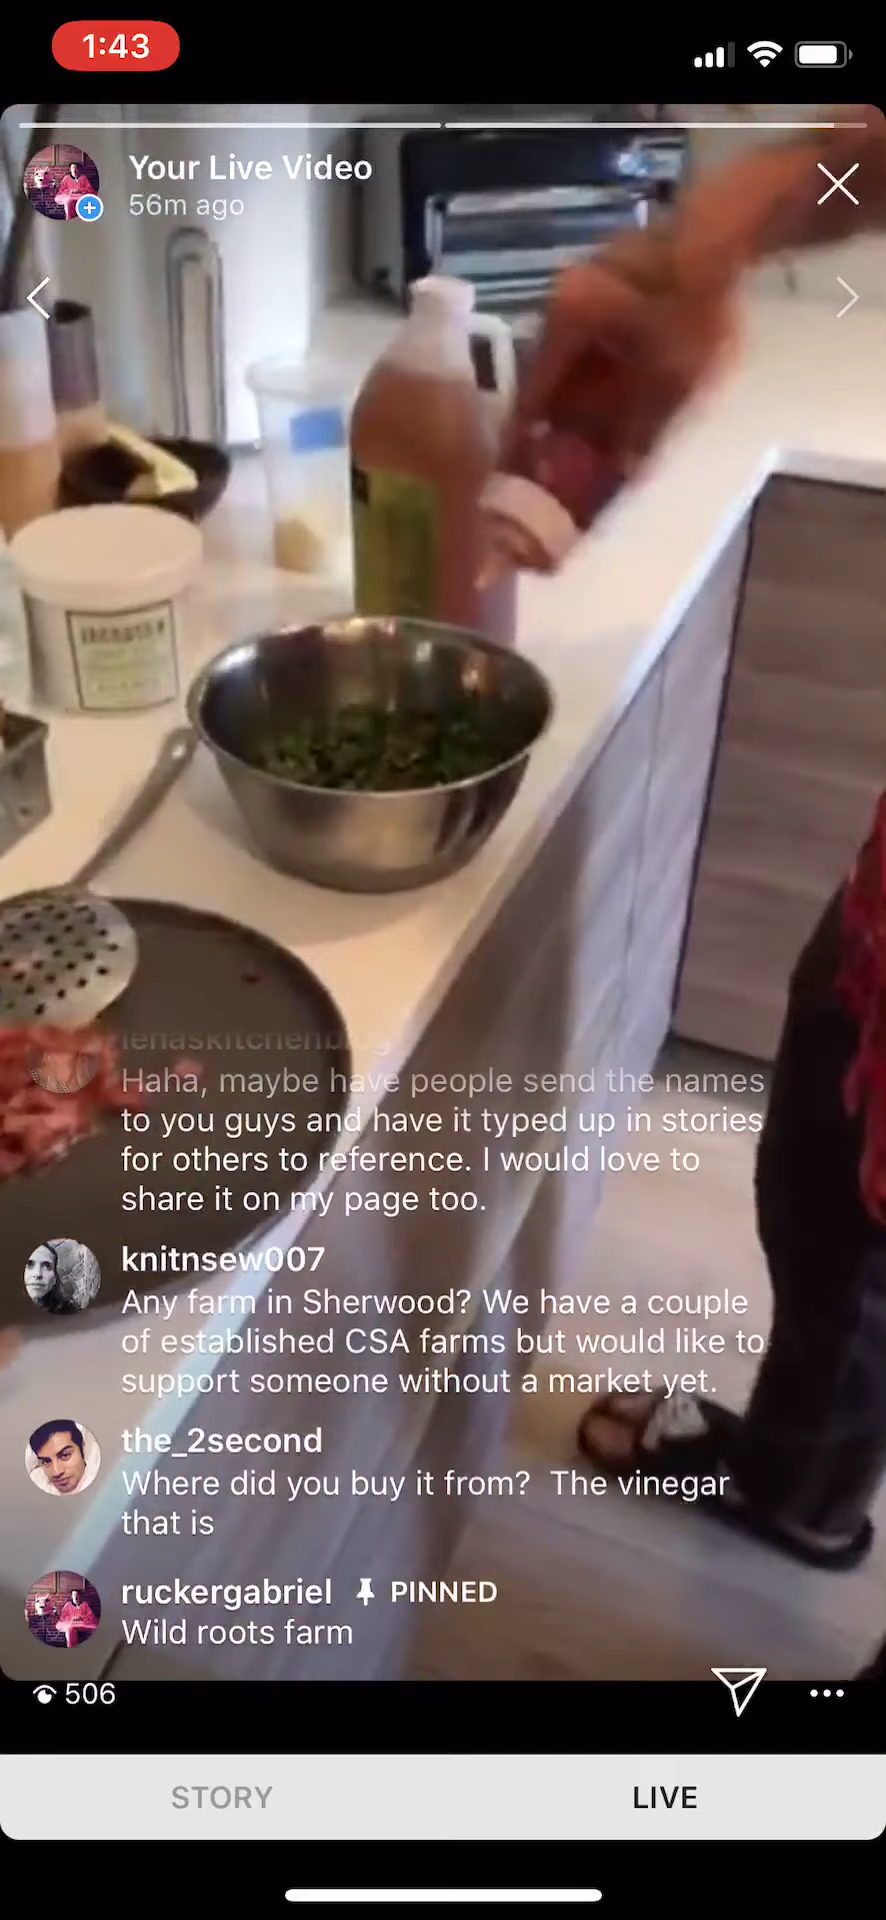 1:43
Your Live Video
56m ago
JACOBSEN
lenaskitchenblog
Haha, maybe have people send the names
to you guys and have it typed up in stories
for others to reference. I would love to
share it on my page too.
knitnsew007
Any farm in Sherwood? We have a couple
of established CSA farms but would like to
support someone without a market yet.
the_2second
Where did you buy it from? The vinegar
that is
ruckergabriel PINNED
Wild roots farm
506
STORY LIVE